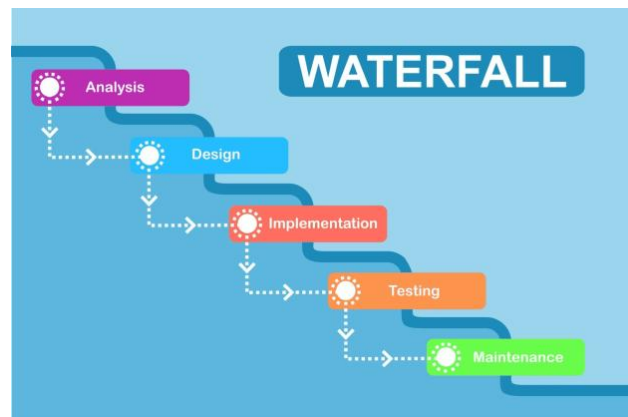 WATERFALL
Analysis
Design
Implementation
Testing
Maintenance